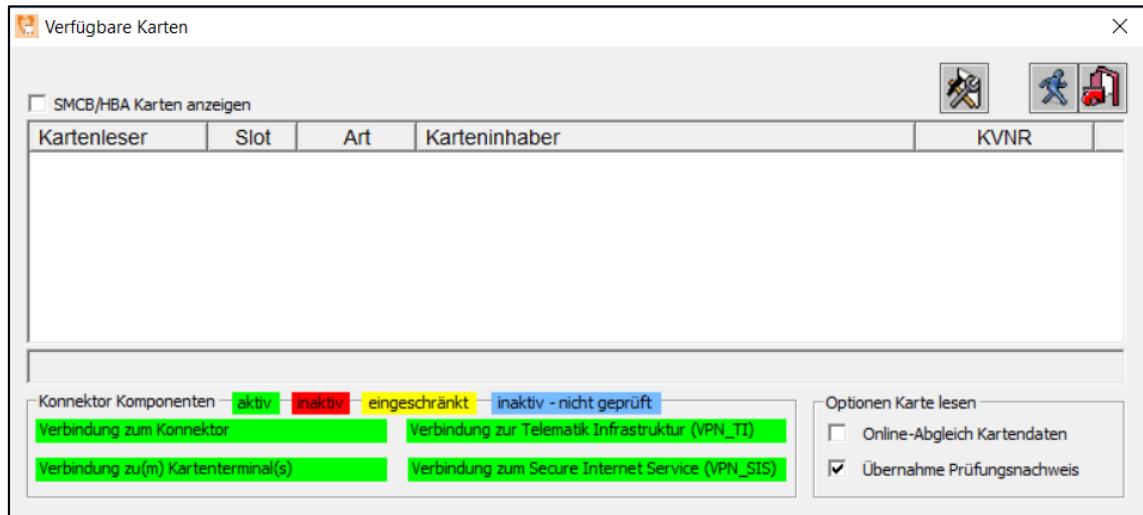 Verfügbare Karten
SMCB/HBA Karten anzeigen
Kartenleser Slot Art Karteninhaber KVNR
Konnektor Komponenten aktiv inaktiv eingeschränkt inaktiv - nicht geprüft
Verbindung zum Konnektor Verbindung zur Telematik Infrastruktur (VPN_TI)
Verbindung zu(m) Kartenterminal(s) Verbindung zum Secure Internet Service (VPN_SIS)
Optionen Karte lesen
Online-Abgleich Kartendaten
Übernahme Prüfungsnachweis